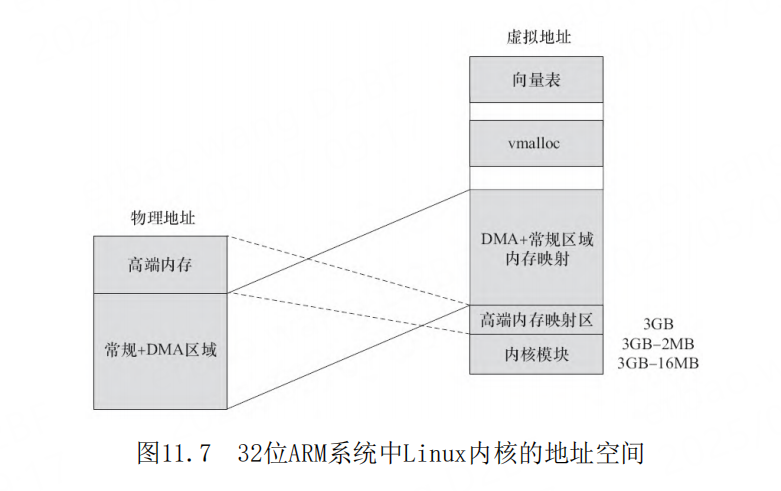 虚拟地址
向量表
vmalloc
物理地址
高端内存
常规+DMA区域
DMA+常规区域
内存映射
高端内存映射区
内核模块
3GB
3GB–2MB
3GB–16MB
图11.7 32位ARM系统中Linux内核的地址空间